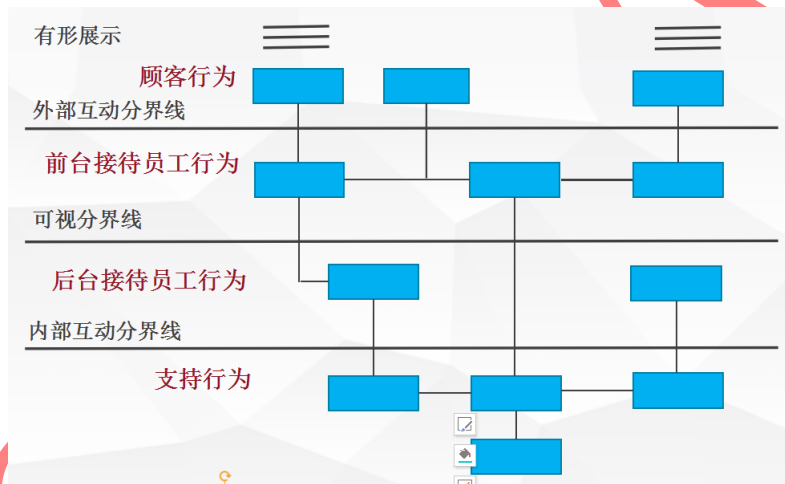 有形展示
顾客行为
外部互动分界线
前台接待员工行为
可视分界线
后台接待员工行为
内部互动分界线
支持行为